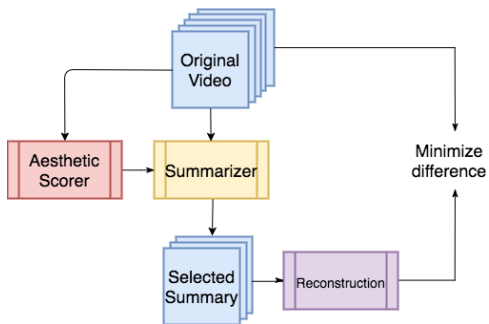 Original
Video
Aesthetic
Scorer
Summarizer
Minimize
difference
Selected
Summary
Reconstruction